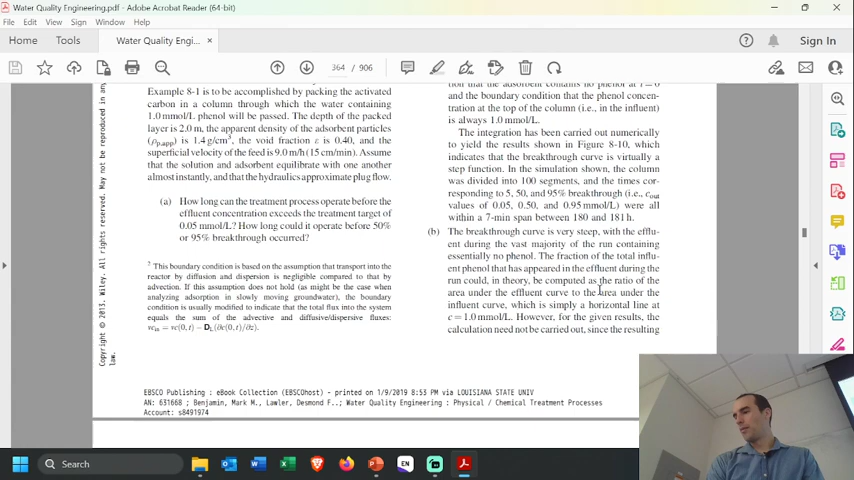 Water Quality Engineering.pdf - Adobe Acrobat Reader (64-bit)
File Edit View Sign Window Help
Home Tools Water Quality Engi... × Sign In
364 / 906
Example 8-1 is to be accomplished by packing the activated
carbon in a column through which the water containing
1.0 mmol/L phenol will be passed. The depth of the packed
layer is 2.0 m, the apparent density of the adsorbent particles
(ρp,app) is 1.4 g/cm³, the void fraction ε is 0.40, and the
superficial velocity of the feed is 9.0 m/h (15 cm/min). Assume
that the solution and adsorbent equilibrate with one another
almost instantly, and that the hydraulics approximate plug flow.
(a) How long can the treatment process operate before the
effluent concentration exceeds the treatment target of
0.05 mmol/L? How long could it operate before 50%
or 95% breakthrough occurred?
7 This boundary condition is based on the assumption that transport into the
reactor by diffusion and dispersion is negligible compared to that by
advection. If this assumption does not hold (as might be the case when
analyzing adsorption in slowly moving groundwater), the boundary
condition is usually modified to indicate that the total flux into the system
equals the sum of the advective and diffusive/dispersive fluxes:
vcin = vc(0, t) − DL(∂c(0, t)/∂z).
tion that the adsorbent contains no phenol at t = 0
and the boundary condition that the phenol concen-
tration at the top of the column (i.e., in the influent)
is always 1.0 mmol/L.
The integration has been carried out numerically
to yield the results shown in Figure 8-10, which
indicates that the breakthrough curve is virtually a
step function. In the simulation shown, the column
was divided into 100 segments, and the times cor-
responding to 5, 50, and 95% breakthrough (i.e., cout
values of 0.05, 0.50, and 0.95 mmol/L) were all
within a 7-min span between 180 and 181 h.
(b) The breakthrough curve is very steep, with the efflu-
ent during the vast majority of the run containing
essentially no phenol. The fraction of the total influ-
ent phenol that has appeared in the effluent during the
run could, in theory, be computed as the ratio of the
area under the effluent curve to the area under the
influent curve, which is simply a horizontal line at
c = 1.0 mmol/L. However, for the given results, the
calculation need not be carried out, since the resulting
Copyright © 2013. Wiley. All rights reserved. May not be reproduced in any
law.
EBSCO Publishing : eBook Collection (EBSCOhost) - printed on 1/9/2019 8:53 PM via LOUISIANA STATE UNIV
AN: 631668 ; Benjamin, Mark M., Lawler, Desmond F..; Water Quality Engineering : Physical / Chemical Treatment Processes
Account: s8491974
Search
EN